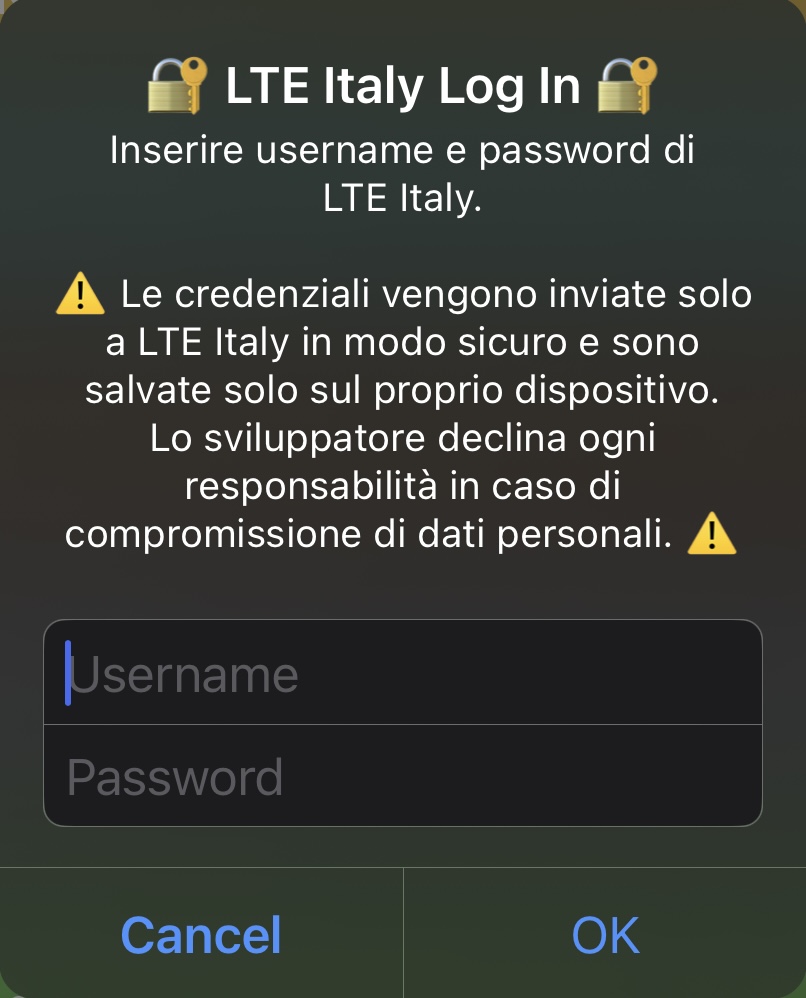 🔐 LTE Italy Log In 🔐
Inserire username e password di
LTE Italy.
⚠️ Le credenziali vengono inviate solo
a LTE Italy in modo sicuro e sono
salvate solo sul proprio dispositivo.
Lo sviluppatore declina ogni
responsabilità in caso di
compromissione di dati personali. ⚠️
Username
Password
Cancel
OK